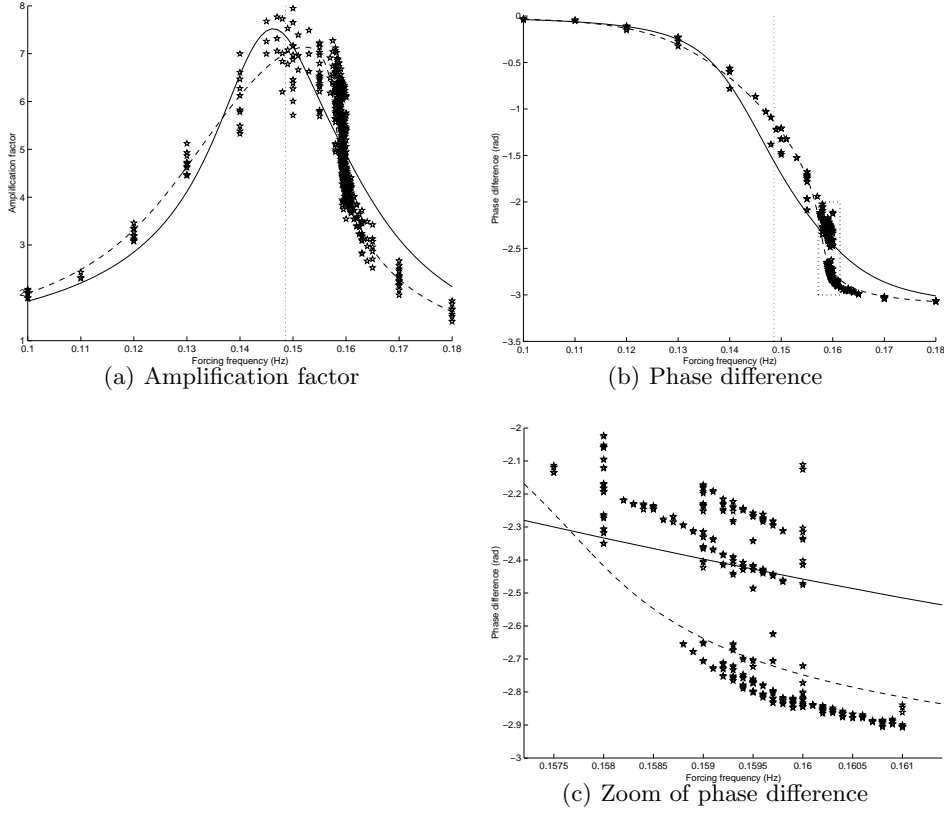 8
7
6
5
4
3
2
1
Amplification factor
0.1 0.11 0.12 0.13 0.14 0.15 0.16 0.17 0.18
Forcing frequency (Hz)
(a) Amplification factor
0
−0.5
−1
−1.5
−2
−2.5
−3
−3.5
Phase difference (rad)
0.1 0.11 0.12 0.13 0.14 0.15 0.16 0.17 0.18
Forcing frequency (Hz)
(b) Phase difference
−2
−2.1
−2.2
−2.3
−2.4
−2.5
−2.6
−2.7
−2.8
−2.9
−3
Phase difference (rad)
0.1575 0.158 0.1585 0.159 0.1595 0.16 0.1605 0.161
Forcing frequency (Hz)
(c) Zoom of phase difference